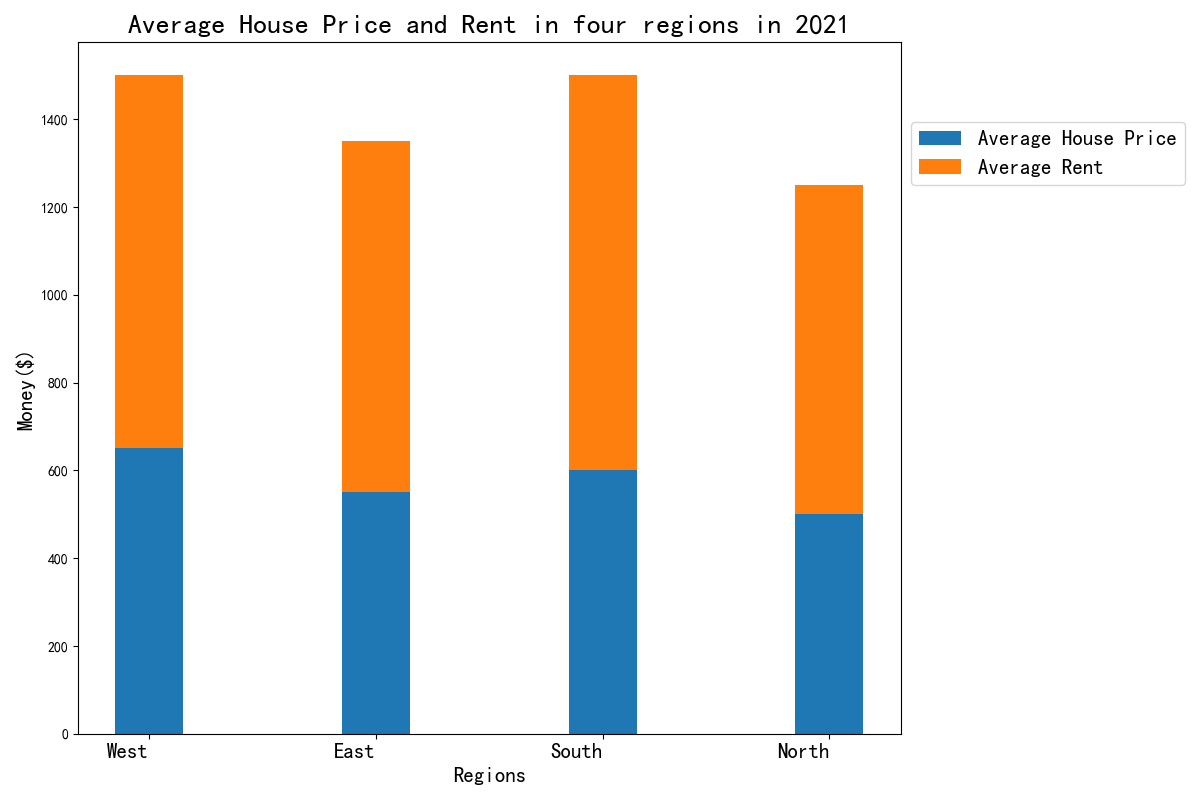 Average House Price and Rent in four regions in 2021
1400
1200
1000
800
600
400
200
0
Money($)
West
East
South
North
Regions
Average House Price
Average Rent